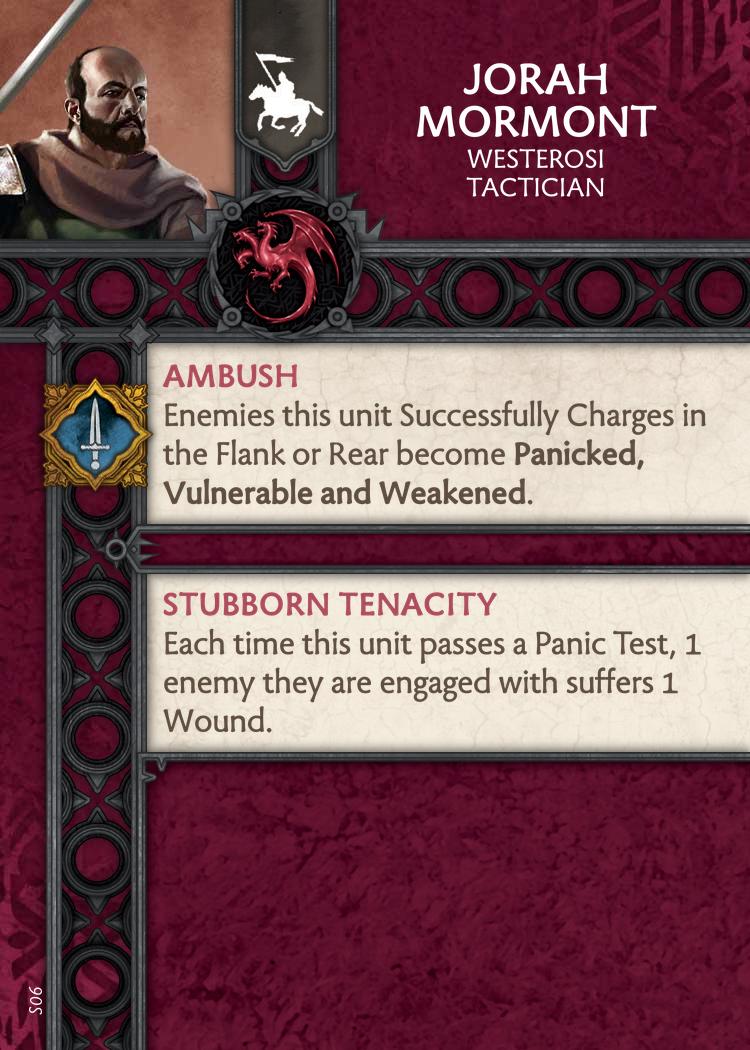 JORAH
MORMONT
WESTEROSI
TACTICIAN
AMBUSH
Enemies this unit Successfully Charges in
the Flank or Rear become Panicked,
Vulnerable and Weakened.
STUBBORN TENACITY
Each time this unit passes a Panic Test, 1
enemy they are engaged with suffers 1
Wound.
S06